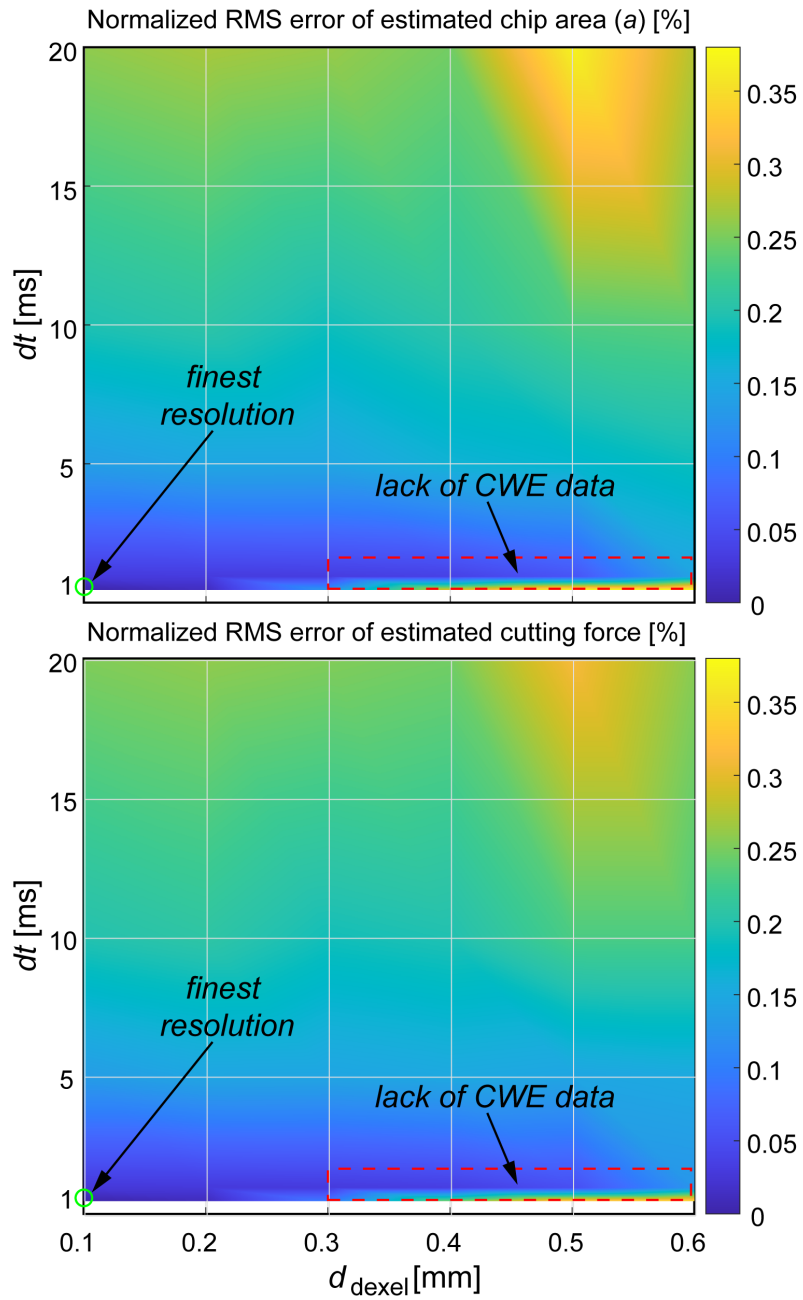 Normalized RMS error of estimated chip area (a) [%]
20
15
10
5
1
dt [ms]
finest
resolution
lack of CWE data
0.35
0.3
0.25
0.2
0.15
0.1
0.05
0
Normalized RMS error of estimated cutting force [%]
20
15
10
5
1
dt [ms]
finest
resolution
lack of CWE data
0.35
0.3
0.25
0.2
0.15
0.1
0.05
0
0.1 0.2 0.3 0.4 0.5 0.6
d dexel [mm]